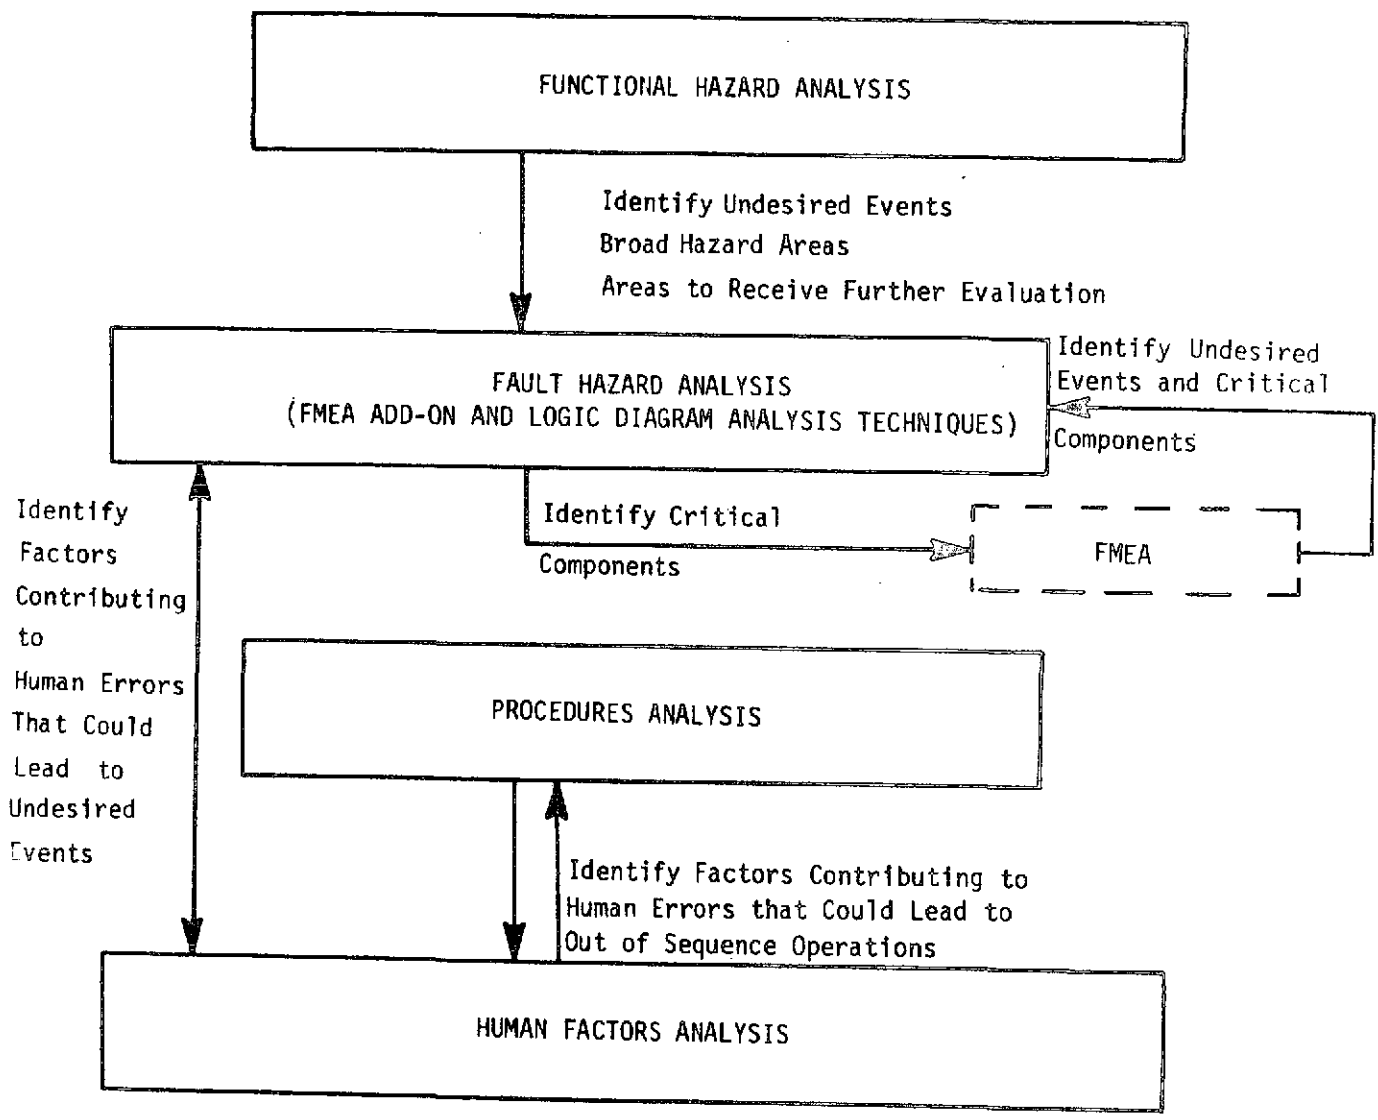 FUNCTIONAL HAZARD ANALYSIS
Identify Undesired Events
Broad Hazard Areas
Areas to Receive Further Evaluation
FAULT HAZARD ANALYSIS
(FMEA ADD-ON AND LOGIC DIAGRAM ANALYSIS TECHNIQUES)
Identify Undesired
Events and Critical
Components
Identify Critical
Components
FMEA
Identify
Factors
Contributing
to
Human Errors
That Could
Lead to
Undesired
Events
PROCEDURES ANALYSIS
Identify Factors Contributing to
Human Errors that Could Lead to
Out of Sequence Operations
HUMAN FACTORS ANALYSIS